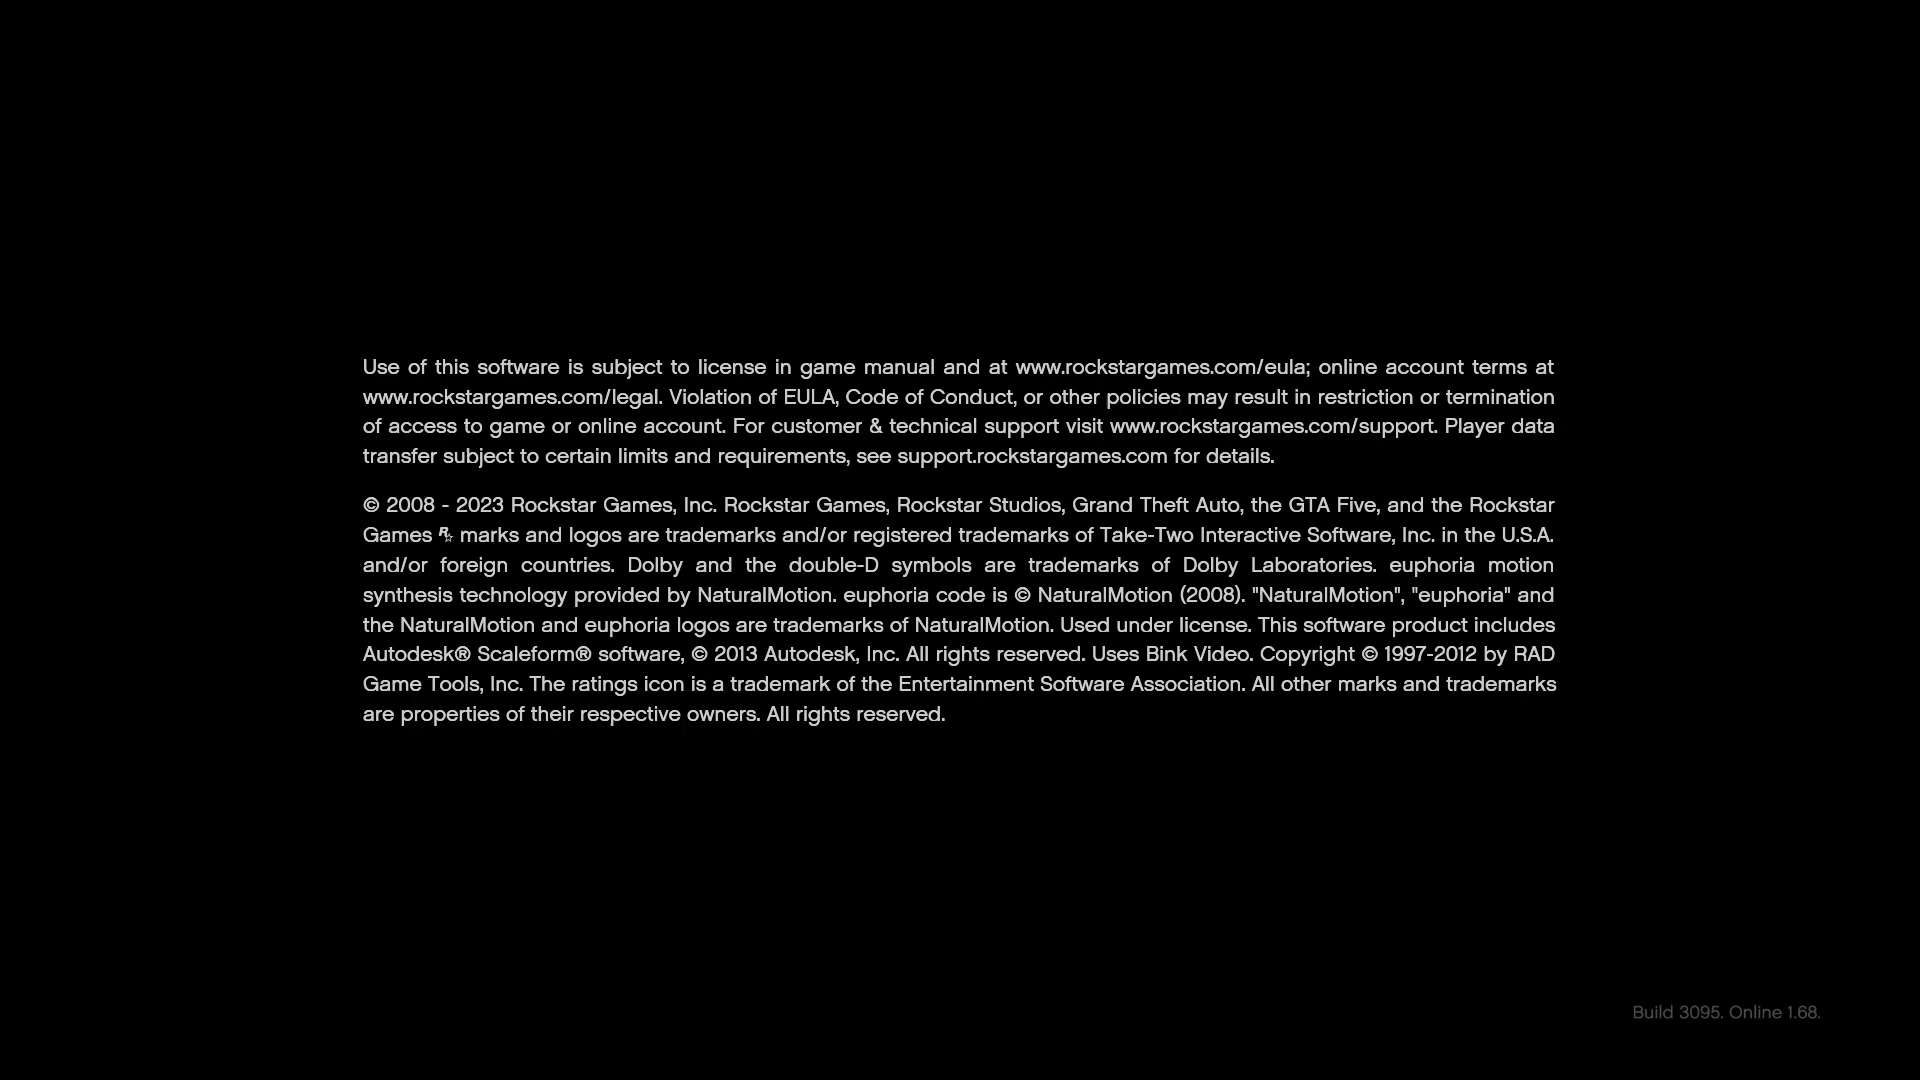 Use of this software is subject to license in game manual and at www.rockstargames.com/eula; online account terms at
www.rockstargames.com/legal. Violation of EULA, Code of Conduct, or other policies may result in restriction or termination
of access to game or online account. For customer & technical support visit www.rockstargames.com/support. Player data
transfer subject to certain limits and requirements, see support.rockstargames.com for details.
© 2008 - 2023 Rockstar Games, Inc. Rockstar Games, Rockstar Studios, Grand Theft Auto, the GTA Five, and the Rockstar
Games R☆ marks and logos are trademarks and/or registered trademarks of Take-Two Interactive Software, Inc. in the U.S.A.
and/or foreign countries. Dolby and the double-D symbols are trademarks of Dolby Laboratories. euphoria motion
synthesis technology provided by NaturalMotion. euphoria code is © NaturalMotion (2008). "NaturalMotion", "euphoria" and
the NaturalMotion and euphoria logos are trademarks of NaturalMotion. Used under license. This software product includes
Autodesk® Scaleform® software, © 2013 Autodesk, Inc. All rights reserved. Uses Bink Video. Copyright © 1997-2012 by RAD
Game Tools, Inc. The ratings icon is a trademark of the Entertainment Software Association. All other marks and trademarks
are properties of their respective owners. All rights reserved.
Build 3095. Online 1.68.